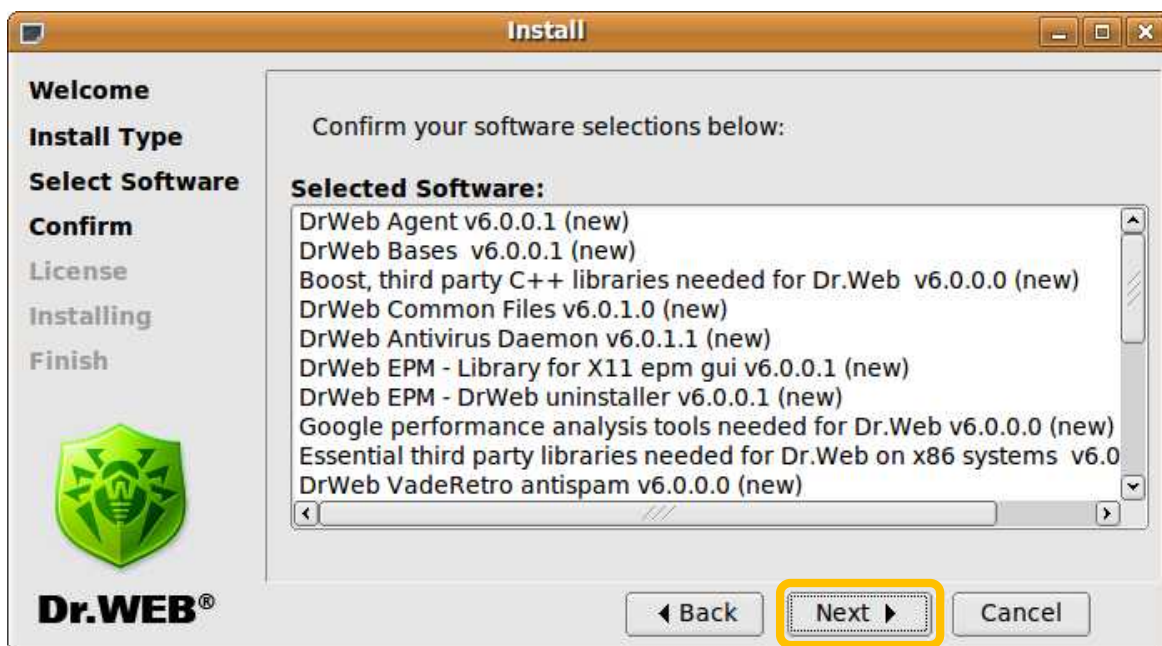 Install
Welcome
Install Type
Select Software
Confirm
License
Installing
Finish
Dr.WEB®
Confirm your software selections below:
Selected Software:
DrWeb Agent v6.0.0.1 (new)
DrWeb Bases  v6.0.0.1 (new)
Boost, third party C++ libraries needed for Dr.Web  v6.0.0.0 (new)
DrWeb Common Files v6.0.1.0 (new)
DrWeb Antivirus Daemon v6.0.1.1 (new)
DrWeb EPM - Library for X11 epm gui v6.0.0.1 (new)
DrWeb EPM - DrWeb uninstaller v6.0.0.1 (new)
Google performance analysis tools needed for Dr.Web v6.0.0.0 (new)
Essential third party libraries needed for Dr.Web on x86 systems  v6.0
DrWeb VadeRetro antispam v6.0.0.0 (new)
Back
Next
Cancel